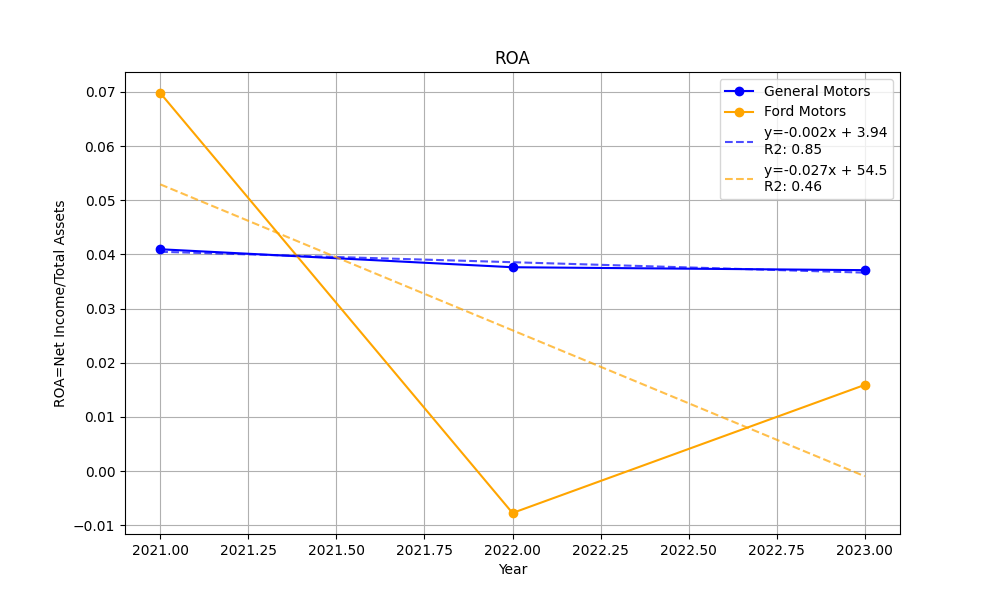 ROA
0.07
0.06
0.05
0.04
0.03
0.02
0.01
0.00
−0.01
ROA=Net Income/Total Assets
General Motors
Ford Motors
y=-0.002x + 3.94
R2: 0.85
y=-0.027x + 54.5
R2: 0.46
2021.00 2021.25 2021.50 2021.75 2022.00 2022.25 2022.50 2022.75 2023.00
Year